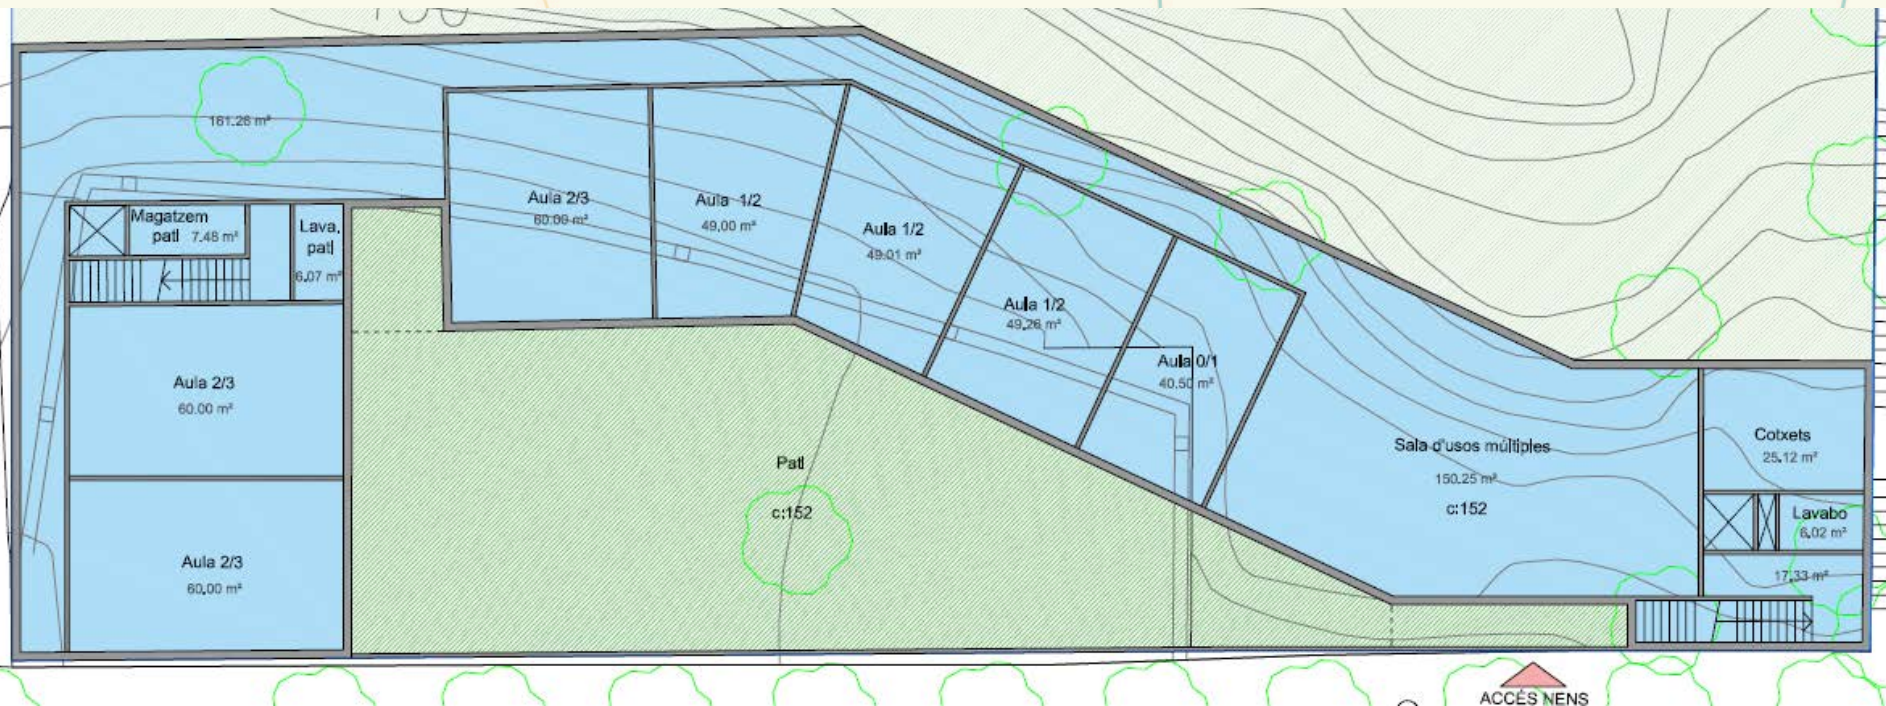 161.26 m²
Magatzem
patI 7.48 m²
Lava.
patI
6.07 m²
Aula 2/3
60.00 m²
Aula 1/2
49,00 m²
Aula 1/2
49.01 m²
Aula 1/2
49.26 m²
Aula 0/1
40.50 m²
Aula 2/3
60.00 m²
Aula 2/3
60.00 m²
PatI
c:152
Sala d'usos múltiples
150.25 m²
c:152
Cotxets
25.12 m²
Lavabo
6.02 m²
17.33 m²
ACCÉS NENS